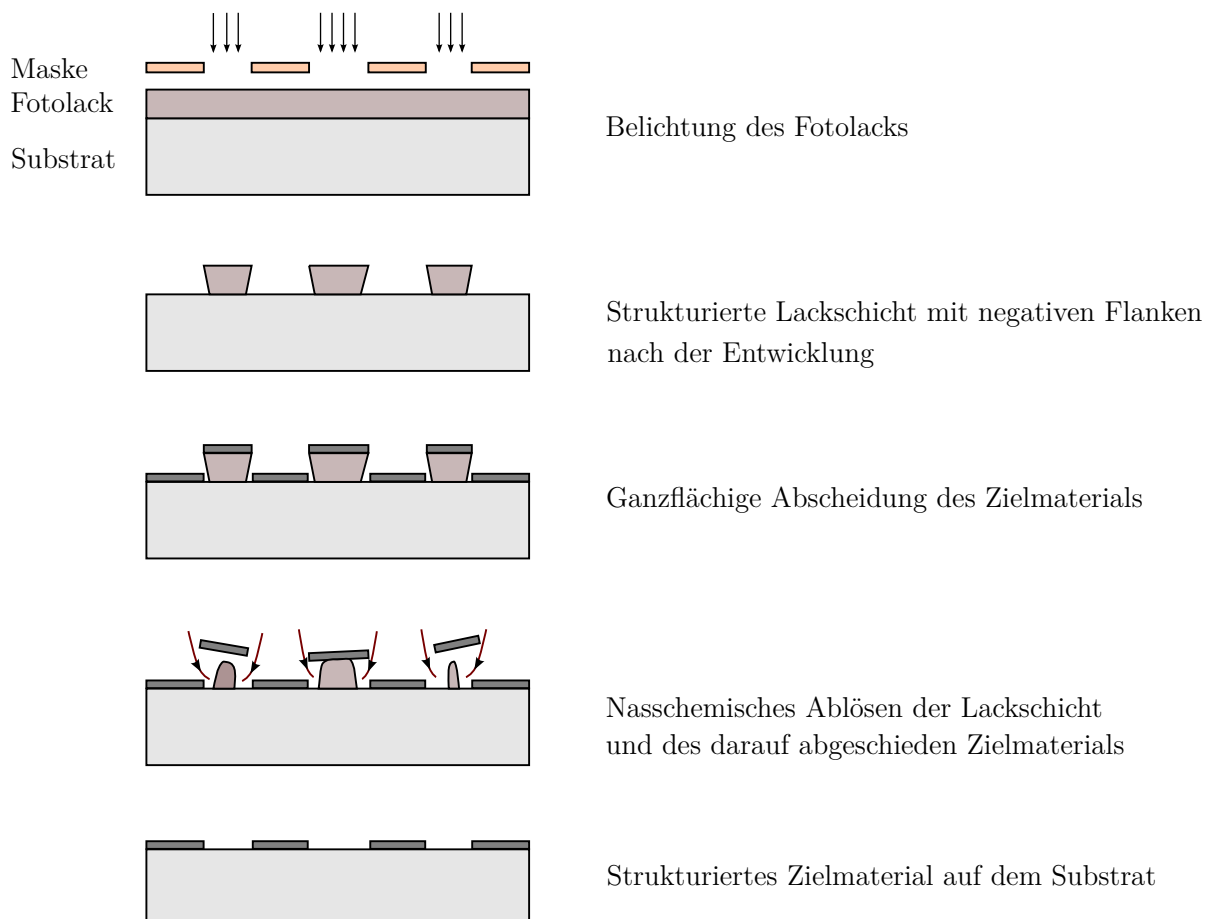 Maske
Fotolack
Substrat
Belichtung des Fotolacks
Strukturierte Lackschicht mit negativen Flanken
nach der Entwicklung
Ganzflächige Abscheidung des Zielmaterials
Nasschemisches Ablösen der Lackschicht
und des darauf abgeschieden Zielmaterials
Strukturiertes Zielmaterial auf dem Substrat